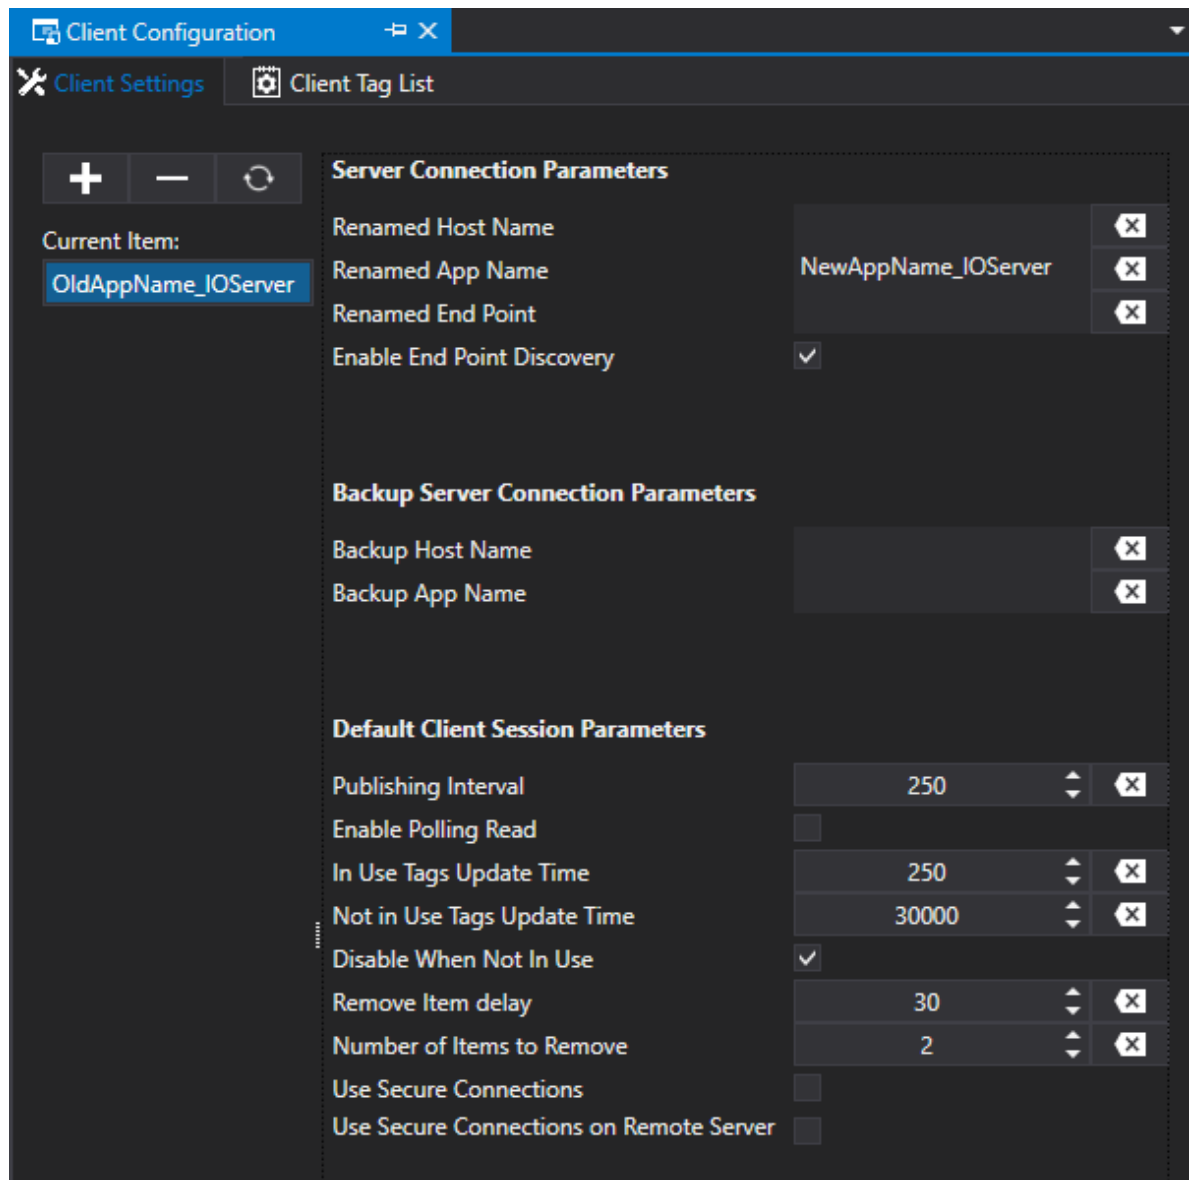 Client Configuration
Client Settings
Client Tag List
Current Item:
OldAppName_IOServer
Server Connection Parameters
Renamed Host Name
Renamed App Name NewAppName_IOServer
Renamed End Point
Enable End Point Discovery
Backup Server Connection Parameters
Backup Host Name
Backup App Name
Default Client Session Parameters
Publishing Interval 250
Enable Polling Read
In Use Tags Update Time 250
Not in Use Tags Update Time 30000
Disable When Not In Use
Remove Item delay 30
Number of Items to Remove 2
Use Secure Connections
Use Secure Connections on Remote Server